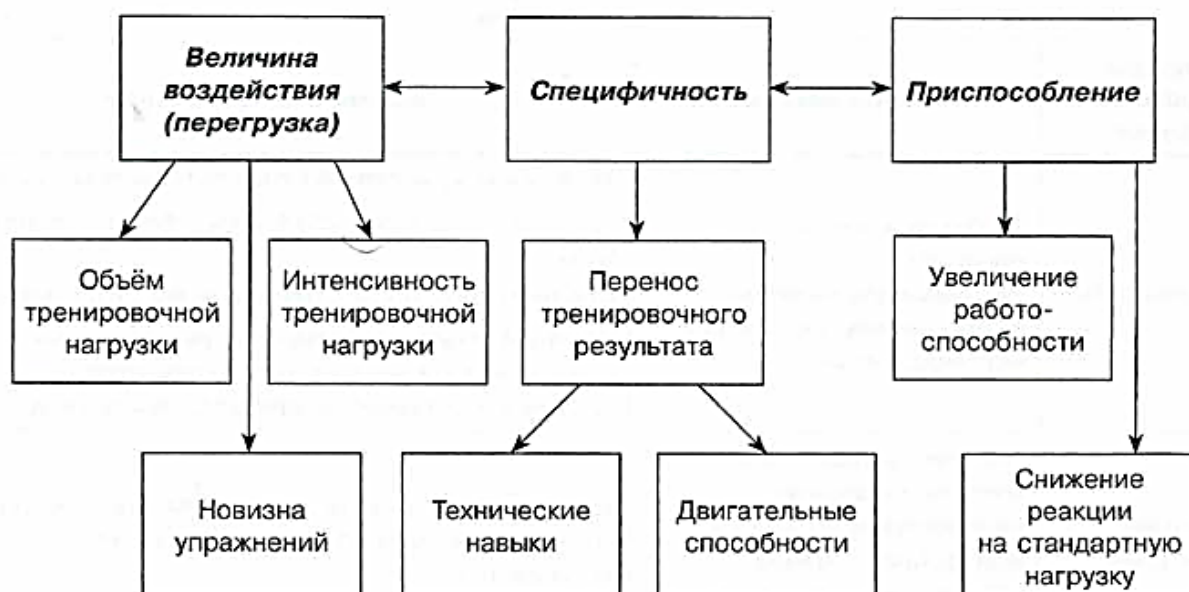 Величина
воздействия
(перегрузка)
Специфичность
Приспособление
Объём
тренировочной
нагрузки
Интенсивность
тренировочной
нагрузки
Перенос
тренировочного
результата
Увеличение
работо-
способности
Новизна
упражнений
Технические
навыки
Двигательные
способности
Снижение
реакции
на стандартную
нагрузку